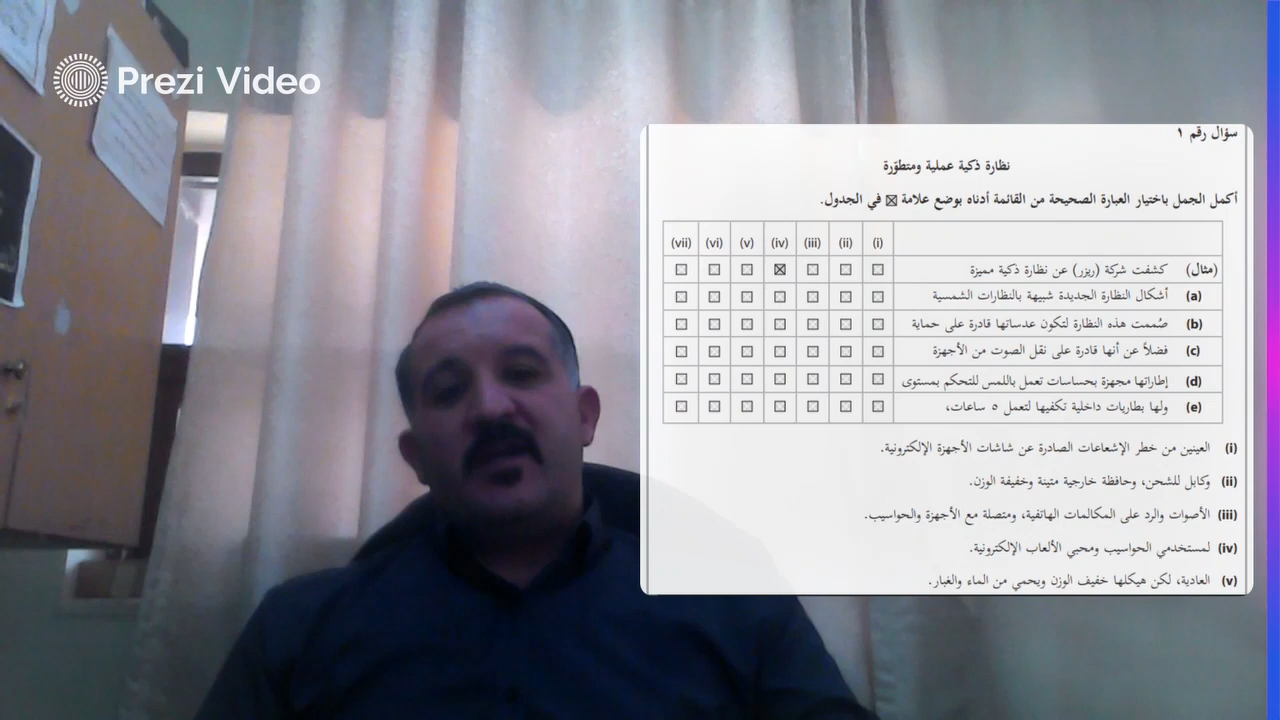 Prezi Video
سؤال رقم ١
نظارة ذكية عملية ومتطوّرة
أكمل الجمل باختيار العبارة الصحيحة من القائمة أدناه بوضع علامة ☒ في الجدول.
(i) (ii) (iii) (iv) (v) (vi) (vii)
(مثال) كشفت شركة (ريزر) عن نظارة ذكية مميزة
(a) أشكال النظارة الجديدة شبيهة بالنظارات الشمسية
(b) صُممت هذه النظارة لتكون عدساتها قادرة على حماية
(c) فضلاً عن أنها قادرة على نقل الصوت من الأجهزة
(d) إطاراتها مجهزة بحساسات تعمل باللمس للتحكم بمستوى
(e) ولها بطاريات داخلية تكفيها لتعمل ٥ ساعات،
(i) العينين من خطر الإشعاعات الصادرة عن شاشات الأجهزة الإلكترونية.
(ii) وكابل للشحن، وحافظة خارجية متينة وخفيفة الوزن.
(iii) الأصوات والرد على المكالمات الهاتفية، ومتصلة مع الأجهزة والحواسيب.
(iv) لمستخدمي الحواسيب ومحبي الألعاب الإلكترونية.
(v) العادية، لكن هيكلها خفيف الوزن ويحمي من الماء والغبار.